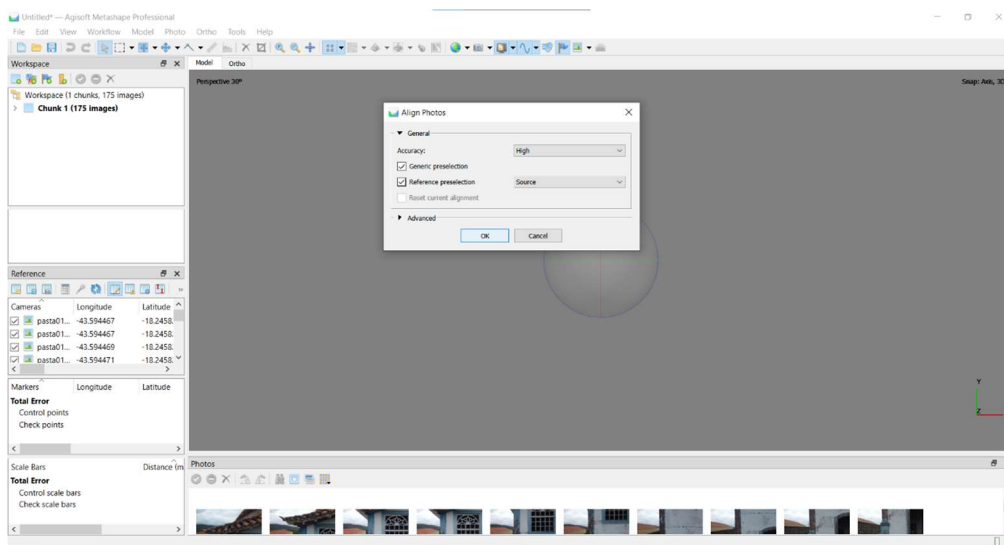 Untitled* — Agisoft Metashape Professional
File Edit View Workflow Model Photo Ortho Tools Help
Workspace
Model Ortho
Workspace (1 chunks, 175 images)
Chunk 1 (175 images)
Perspective 30°
Snap: Axis, 3D
Align Photos
General
Accuracy: High
Generic preselection
Reference preselection Source
Reset current alignment
Advanced
OK Cancel
Reference
Cameras Longitude Latitude
pasta01... -43.594467 -18.2458
pasta01... -43.594467 -18.2458
pasta01... -43.594469 -18.2458
pasta01... -43.594471 -18.2458
Markers Longitude Latitude
Total Error
Control points
Check points
Y
Z
Scale Bars Distance (m
Total Error
Control scale bars
Check scale bars
Photos